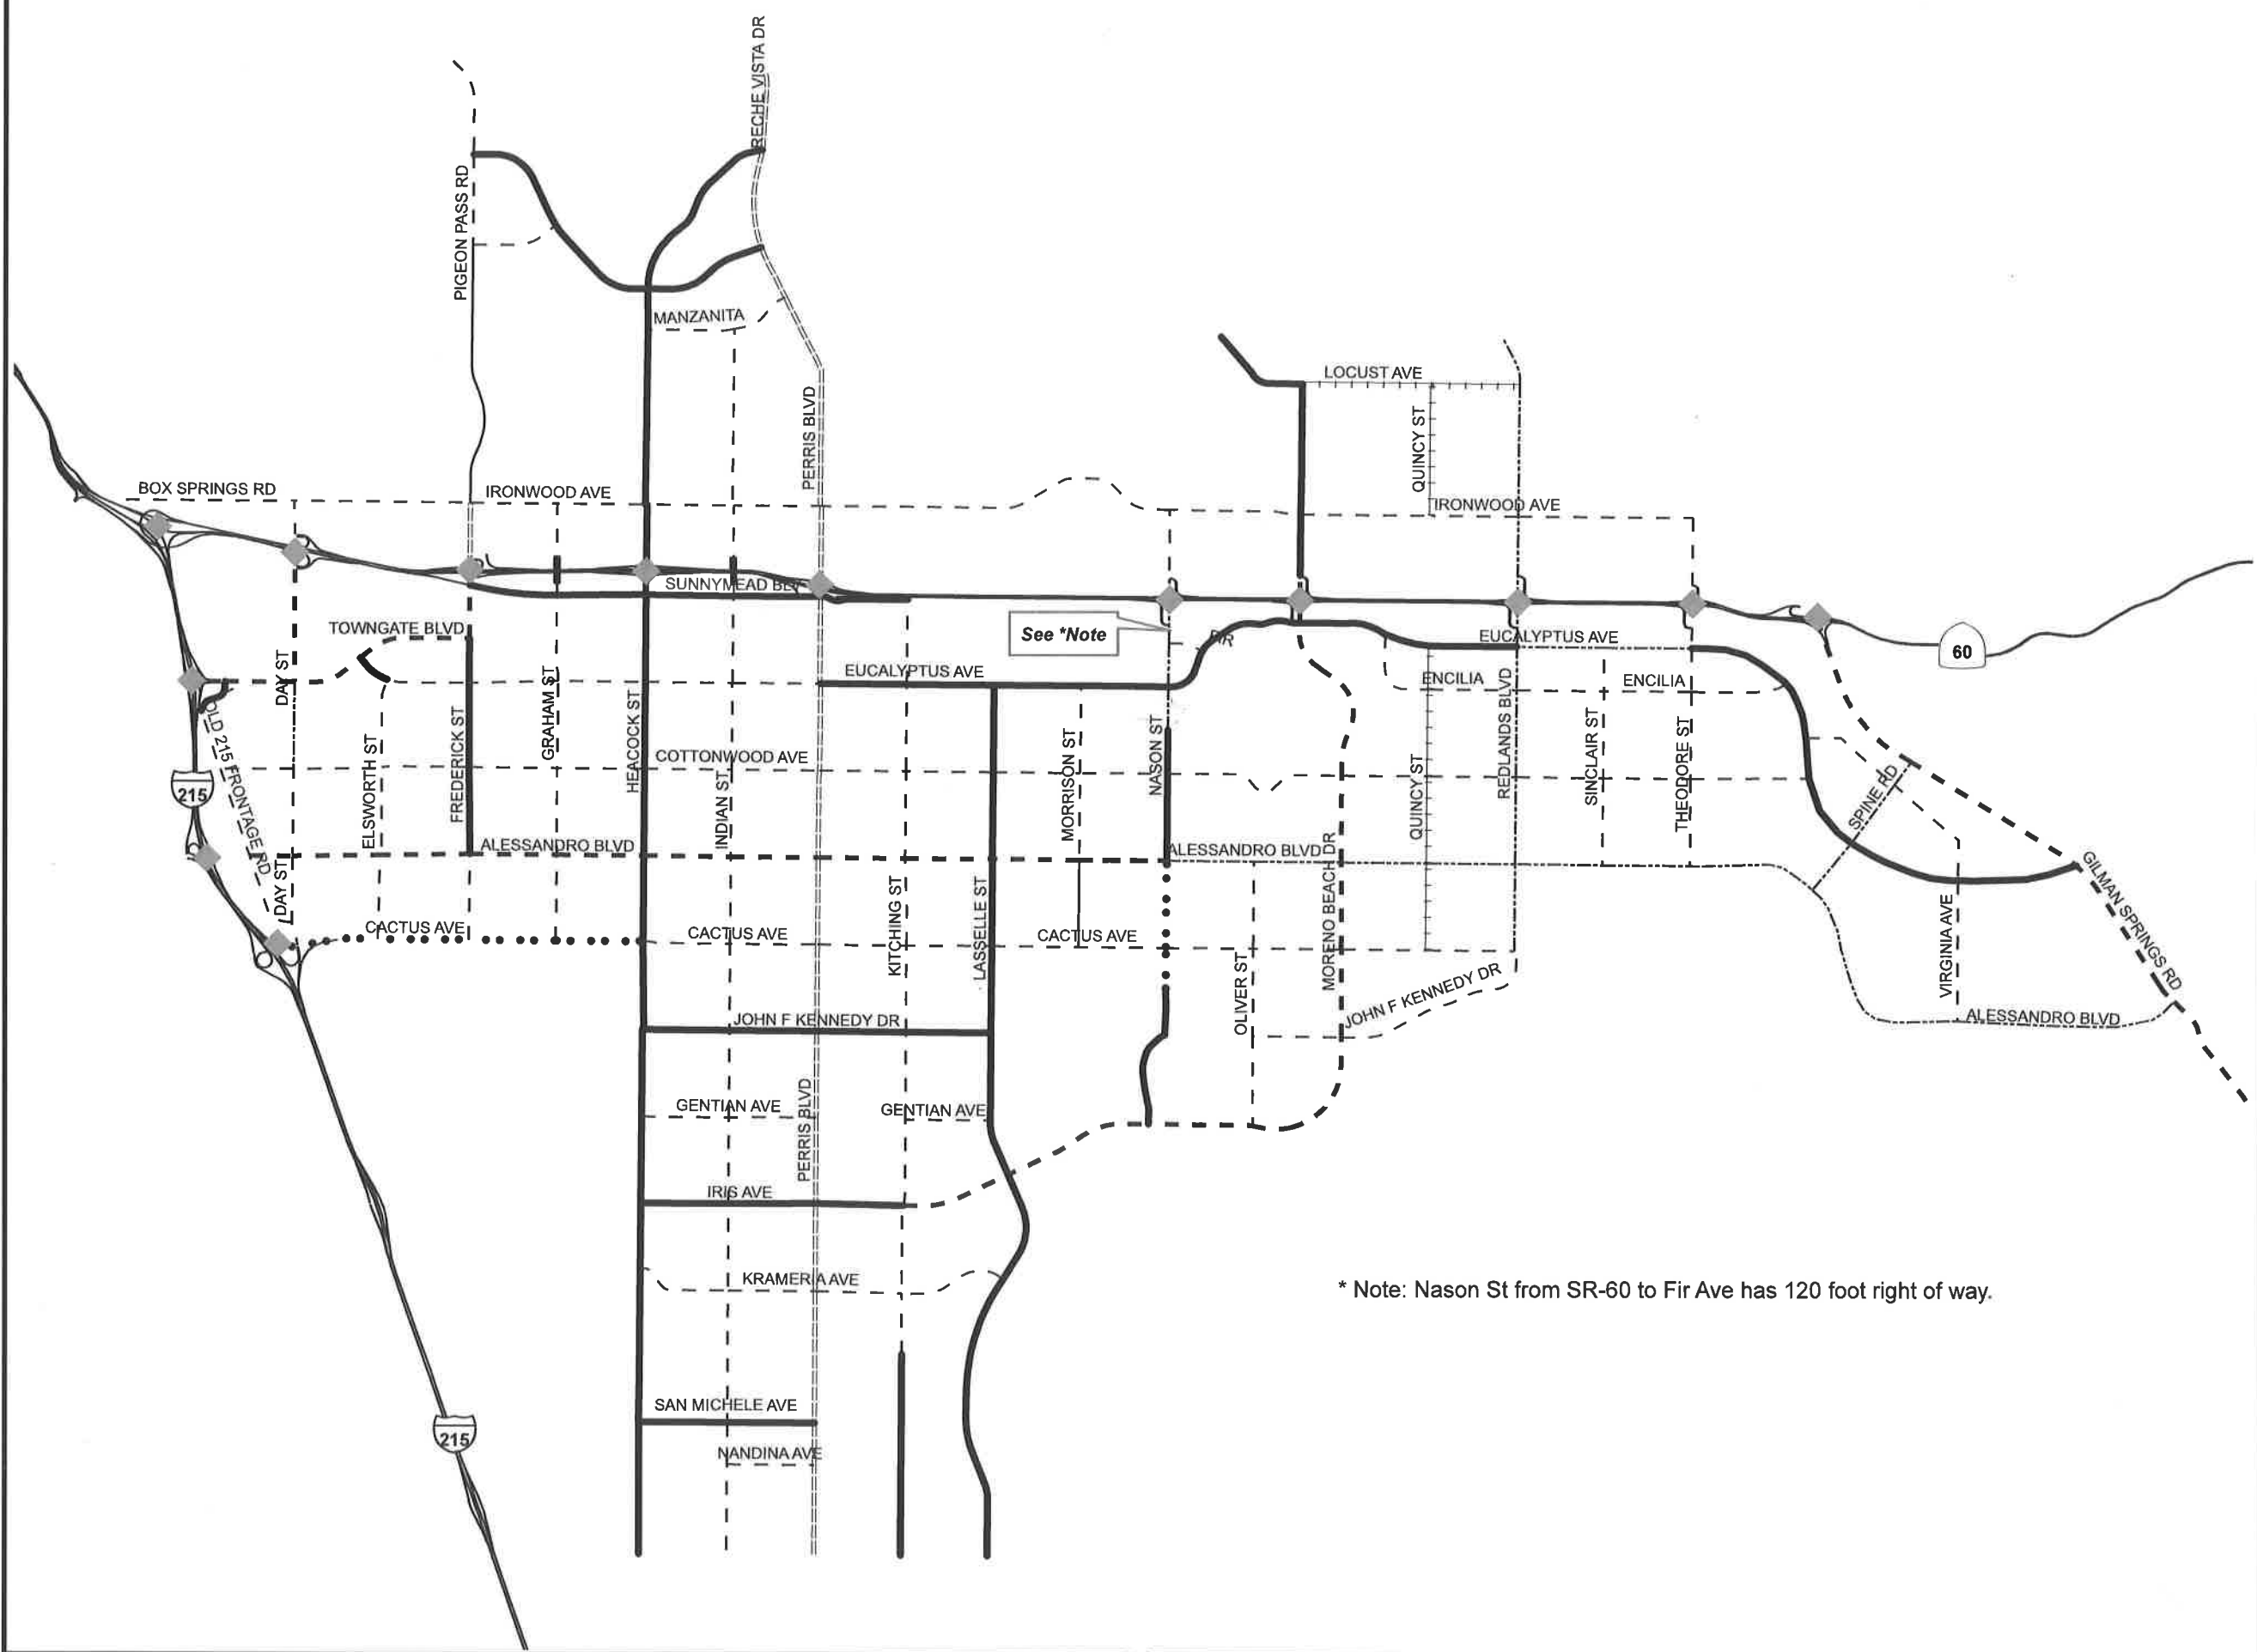 RECHE VISTA DR
PIGEON PASS RD
MANZANITA
LOCUST AVE
PERRIS BLVD
QUINCY ST
BOX SPRINGS RD
IRONWOOD AVE
IRONWOOD AVE
SUNNYMEAD BLV
TOWNGATE BLVD
See *Note
FIR
EUCALYPTUS AVE
60
EUCALYPTUS AVE
ENCILIA
ENCILIA
DAY ST
OLD 215 FRONTAGE RD
ELSWORTH ST
FREDERICK ST
GRAHAM ST
HEACOCK ST
COTTONWOOD AVE
INDIAN ST
MORRISON ST
NASON ST
QUINCY ST
REDLANDS BLVD
SINCLAIR ST
THEODORE ST
SPINE RD
215
ALESSANDRO BLVD
ALESSANDRO BLVD
MORENO BEACH DR
GILMAN SPRINGS RD
DAY ST
CACTUS AVE
CACTUS AVE
KITCHING ST
LASSELLE ST
CACTUS AVE
OLIVER ST
VIRGINIA AVE
JOHN F KENNEDY DR
JOHN F KENNEDY DR
ALESSANDRO BLVD
GENTIAN AVE
PERRIS BLVD
GENTIAN AVE
IRIS AVE
KRAMERIA AVE
* Note: Nason St from SR-60 to Fir Ave has 120 foot right of way.
SAN MICHELE AVE
215
NANDINA AVE